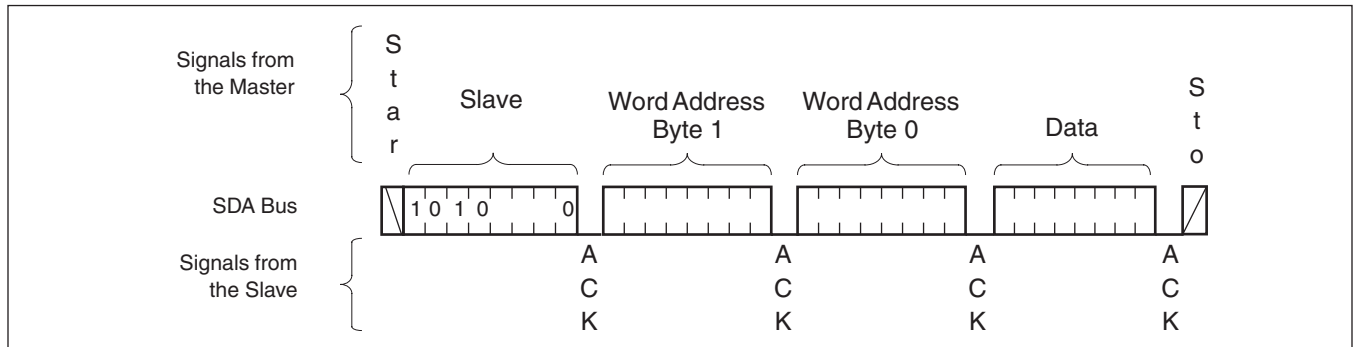 Signals from
the Master
S
t
a
r
Slave
Word Address
Byte 1
Word Address
Byte 0
Data
S
t
o
SDA Bus
1 0 1 0 0
Signals from
the Slave
A
C
K
A
C
K
A
C
K
A
C
K